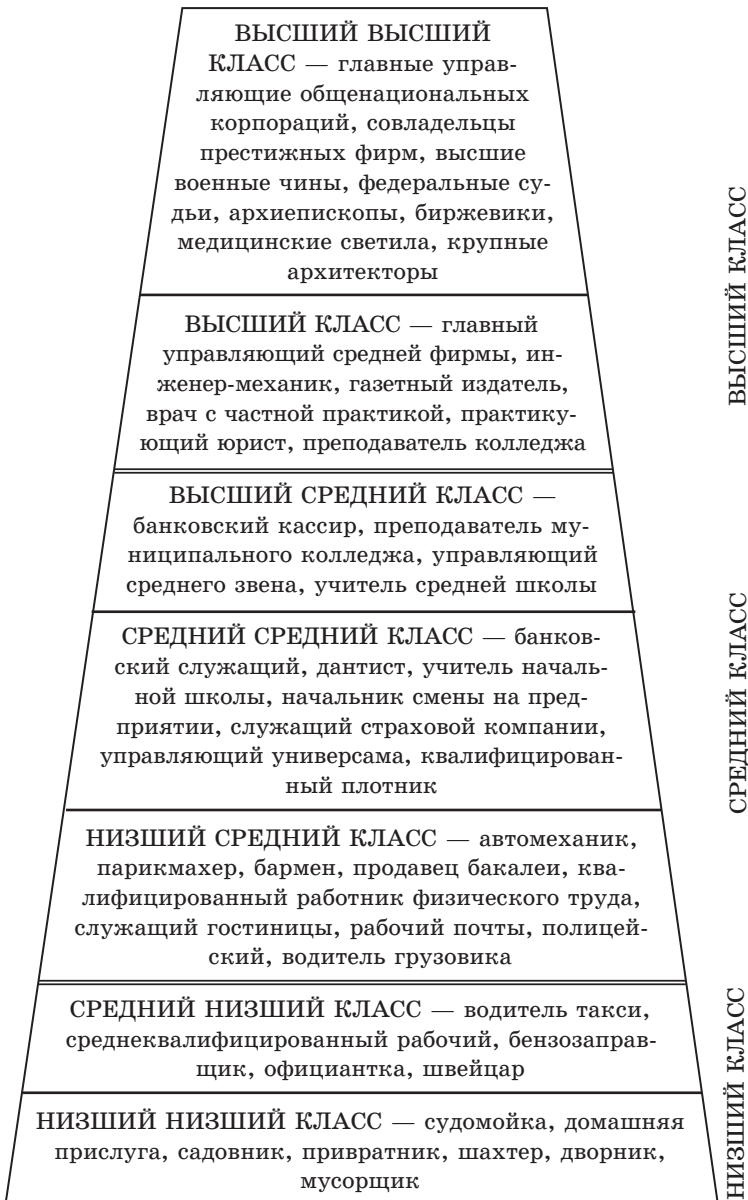 ВЫСШИЙ ВЫСШИЙ
КЛАСС — главные управ-
ляющие общенациональных
корпораций, совладельцы
престижных фирм, высшие
военные чины, федеральные су-
дьи, архиепископы, биржевики,
медицинские светила, крупные
архитекторы
ВЫСШИЙ КЛАСС — главный
управляющий средней фирмы, ин-
женер-механик, газетный издатель,
врач с частной практикой, практику-
ющий юрист, преподаватель колледжа
ВЫСШИЙ КЛАСС
ВЫСШИЙ СРЕДНИЙ КЛАСС —
банковский кассир, преподаватель му-
ниципального колледжа, управляющий
среднего звена, учитель средней школы
СРЕДНИЙ СРЕДНИЙ КЛАСС — банков-
ский служащий, дантист, учитель началь-
ной школы, начальник смены на пред-
приятии, служащий страховой компании,
управляющий универсама, квалифицирован-
ный плотник
НИЗШИЙ СРЕДНИЙ КЛАСС — автомеханик,
парикмахер, бармен, продавец бакалеи, ква-
лифицированный работник физического труда,
служащий гостиницы, рабочий почты, полицей-
ский, водитель грузовика
СРЕДНИЙ КЛАСС
СРЕДНИЙ НИЗШИЙ КЛАСС — водитель такси,
среднеквалифицированный рабочий, бензозаправ-
щик, официантка, швейцар
НИЗШИЙ НИЗШИЙ КЛАСС — судомойка, домашняя
прислуга, садовник, привратник, шахтер, дворник,
мусорщик
НИЗШИЙ КЛАСС